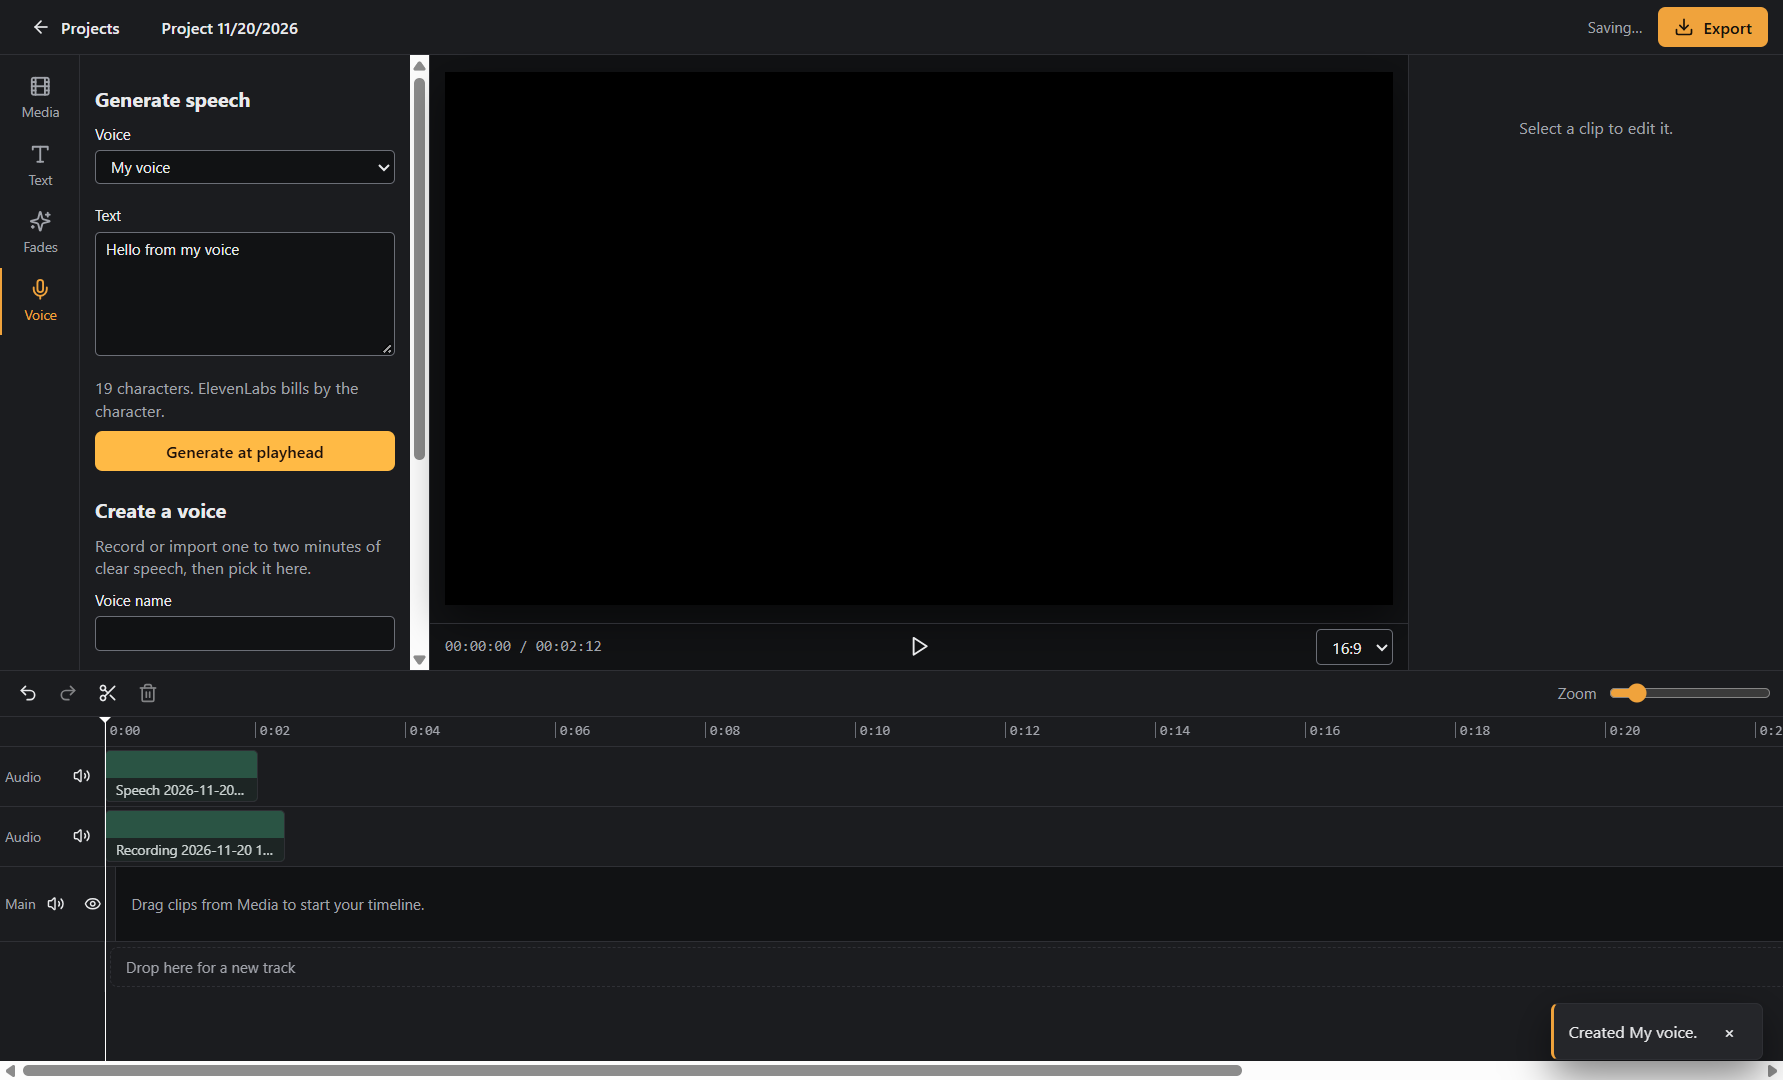 Projects
Project 11/20/2026
Saving...
Export
Media
Text
Fades
Voice
Generate speech
Voice
My voice
Text
Hello from my voice
19 characters. ElevenLabs bills by the
character.
Generate at playhead
Create a voice
Record or import one to two minutes of
clear speech, then pick it here.
Voice name
Select a clip to edit it.
00:00:00 / 00:02:12
16:9
Zoom
0:00
0:02
0:04
0:06
0:08
0:10
0:12
0:14
0:16
0:18
0:20
0:2
Audio
Speech 2026-11-20...
Audio
Recording 2026-11-20 1...
Main
Drag clips from Media to start your timeline.
Drop here for a new track
Created My voice.